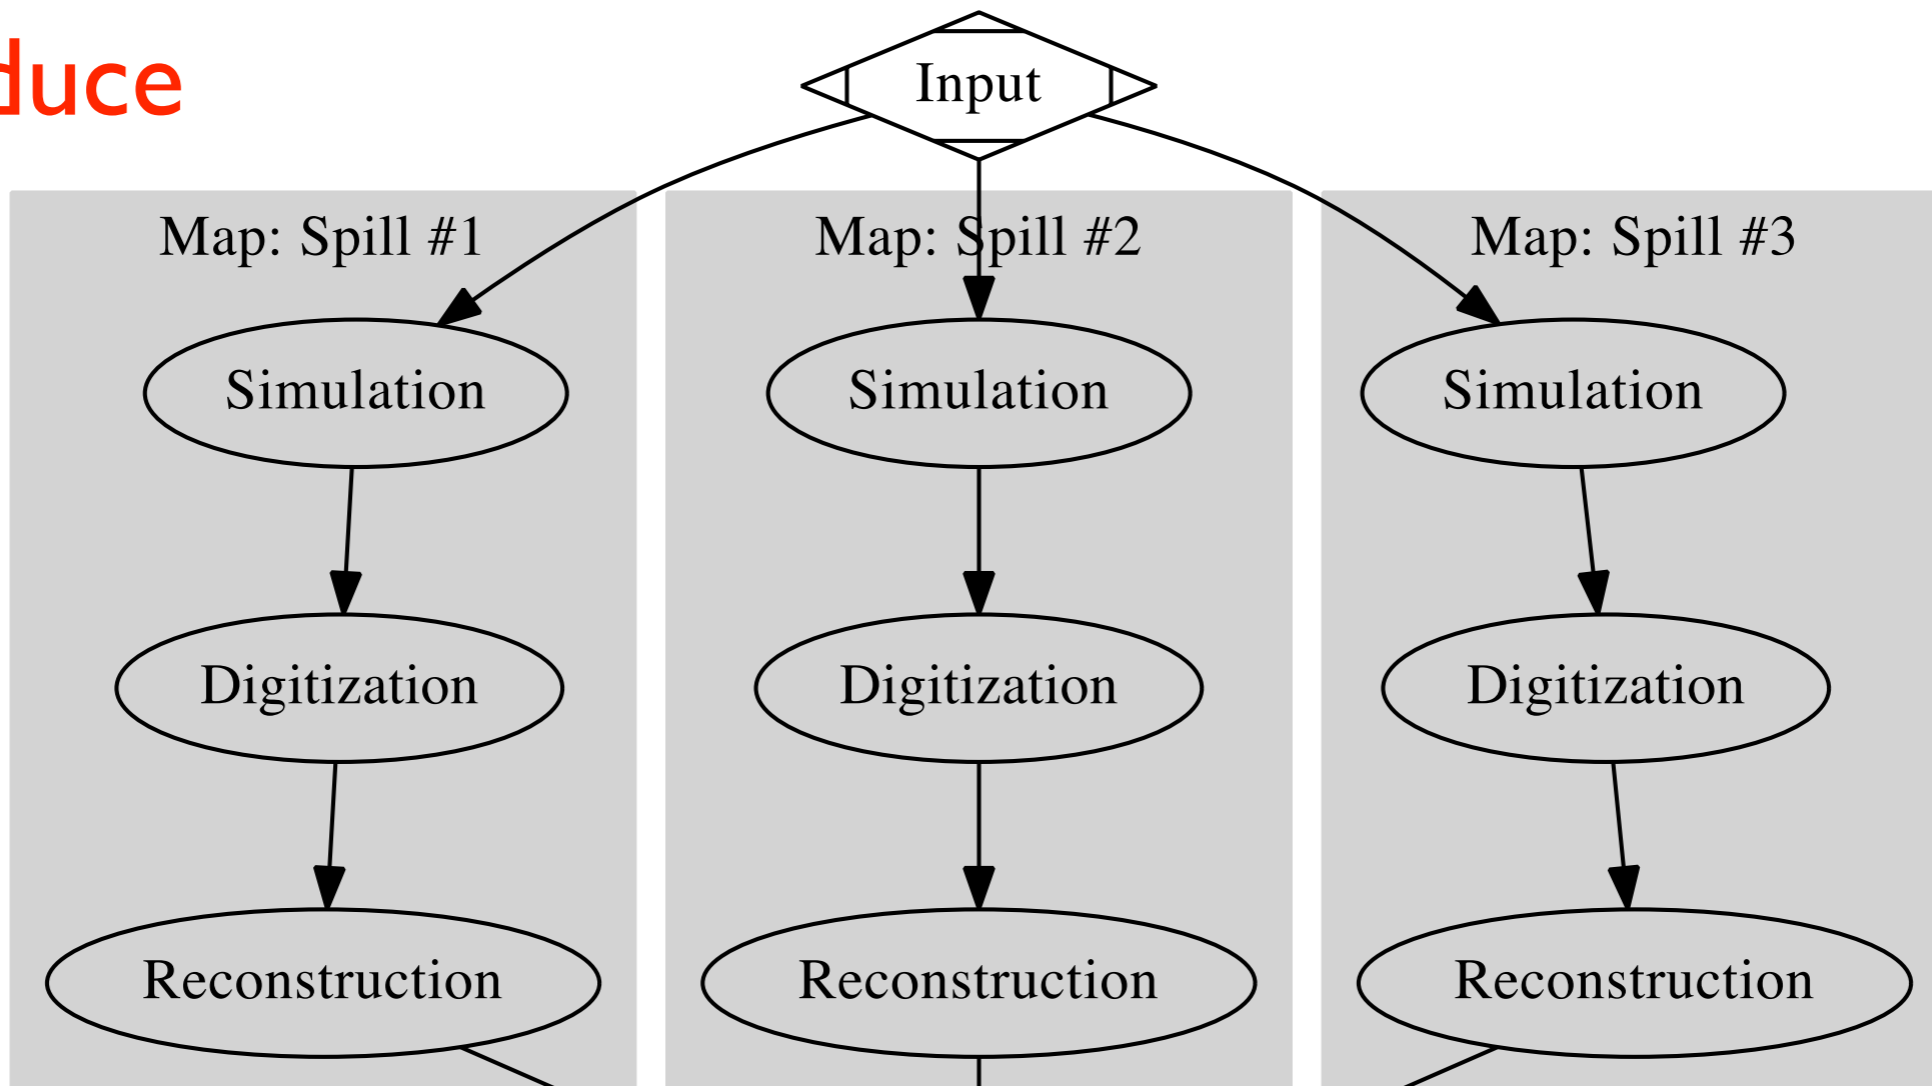 duce
Input
Map: Spill #1
Map: Spill #2
Map: Spill #3
Simulation
Simulation
Simulation
Digitization
Digitization
Digitization
Reconstruction
Reconstruction
Reconstruction